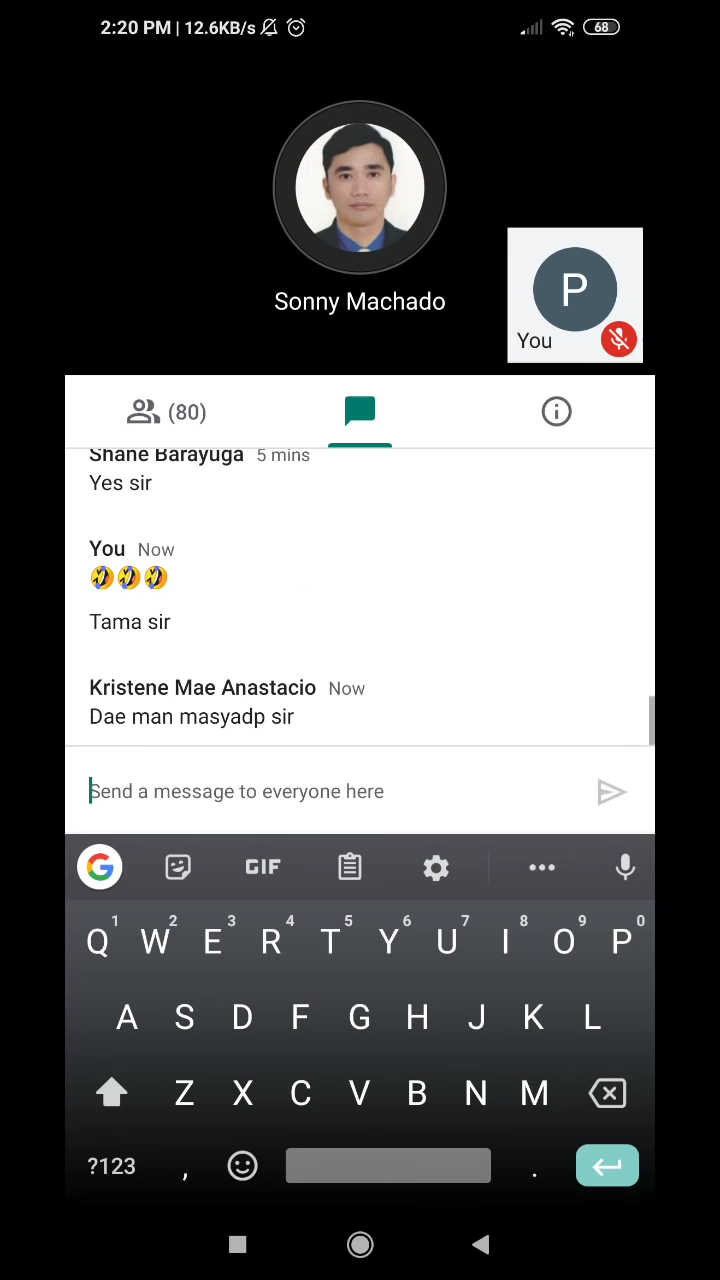 2:20 PM | 12.6KB/s 68
Sonny Machado
P
You
(80)
Shane Barayuga 5 mins
Yes sir
You Now
🤣🤣🤣
Tama sir
Kristene Mae Anastacio Now
Dae man masyadp sir
Send a message to everyone here
G GIF
1 2 3 4 5 6 7 8 9 0
Q W E R T Y U I O P
A S D F G H J K L
Z X C V B N M
?123 , .